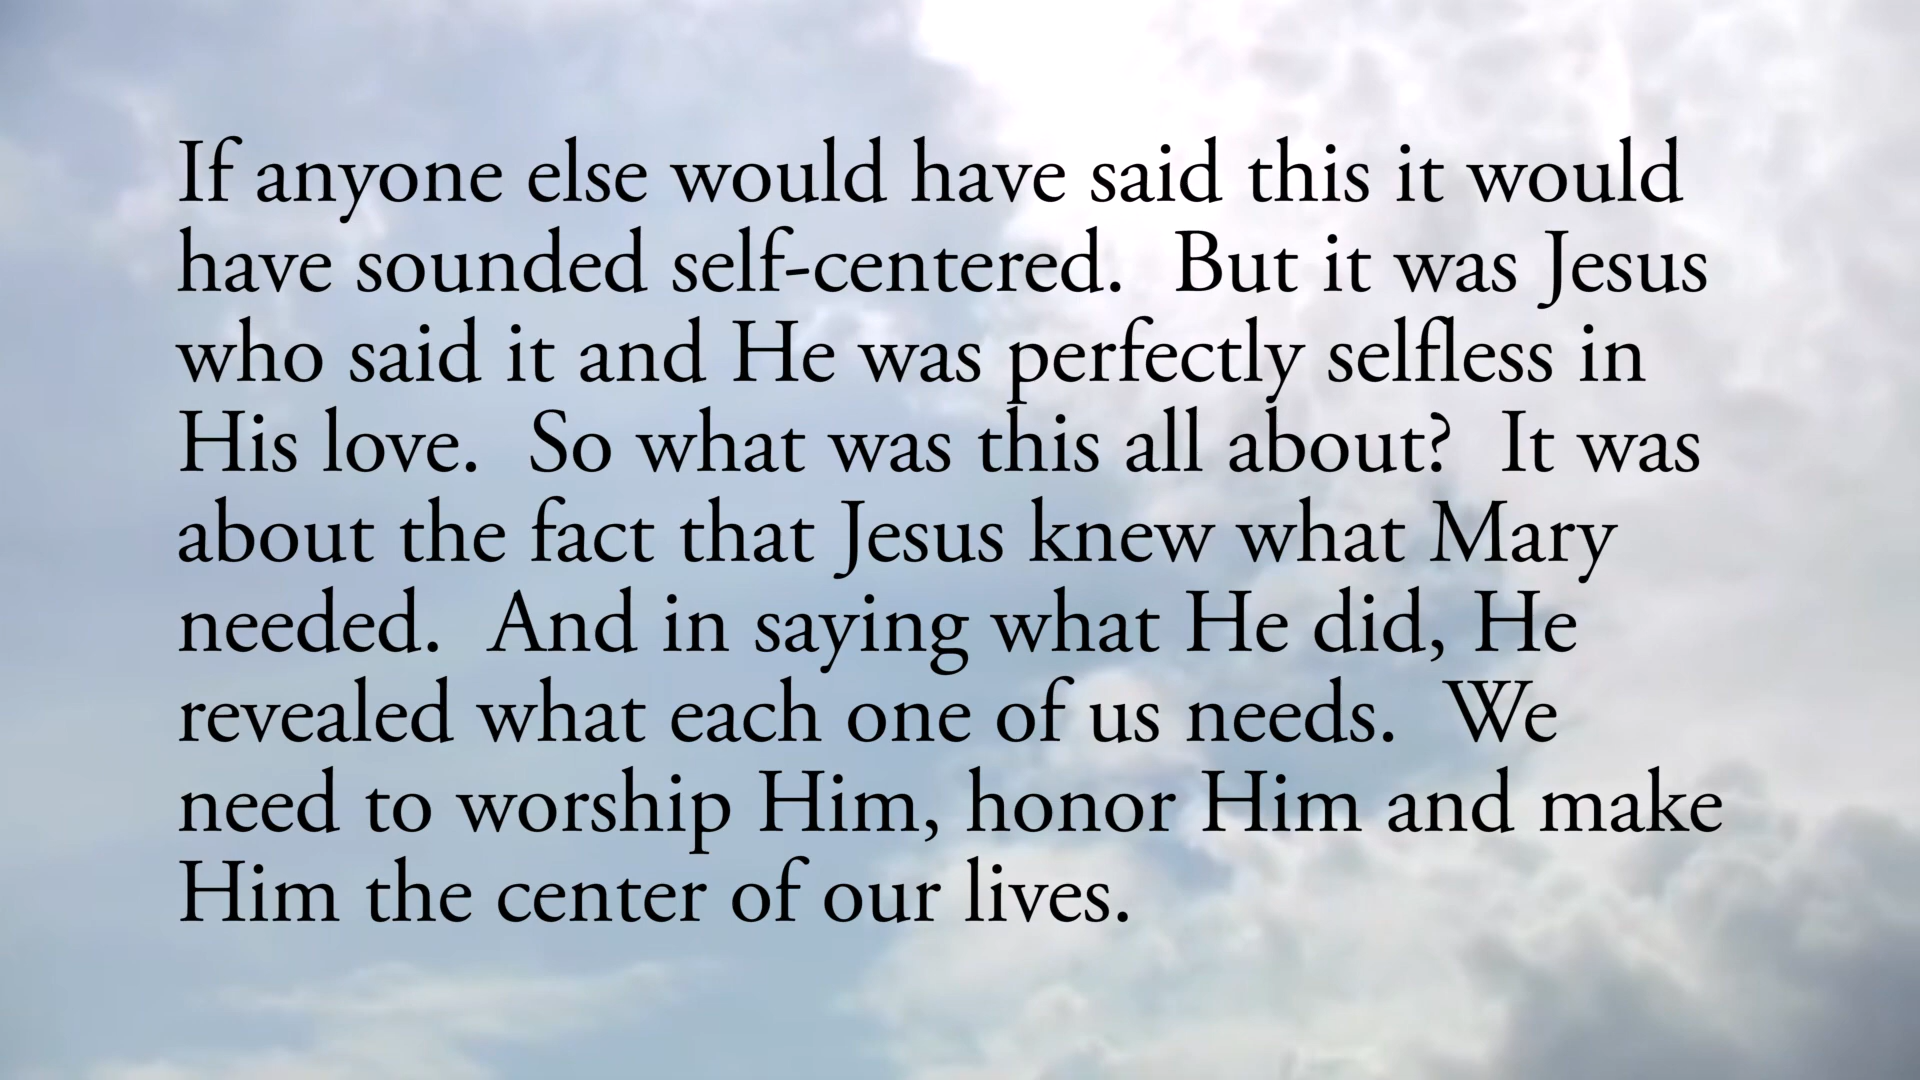 If anyone else would have said this it would
have sounded self-centered.  But it was Jesus
who said it and He was perfectly selfless in
His love.  So what was this all about?  It was
about the fact that Jesus knew what Mary
needed.  And in saying what He did, He
revealed what each one of us needs.  We
need to worship Him, honor Him and make
Him the center of our lives.